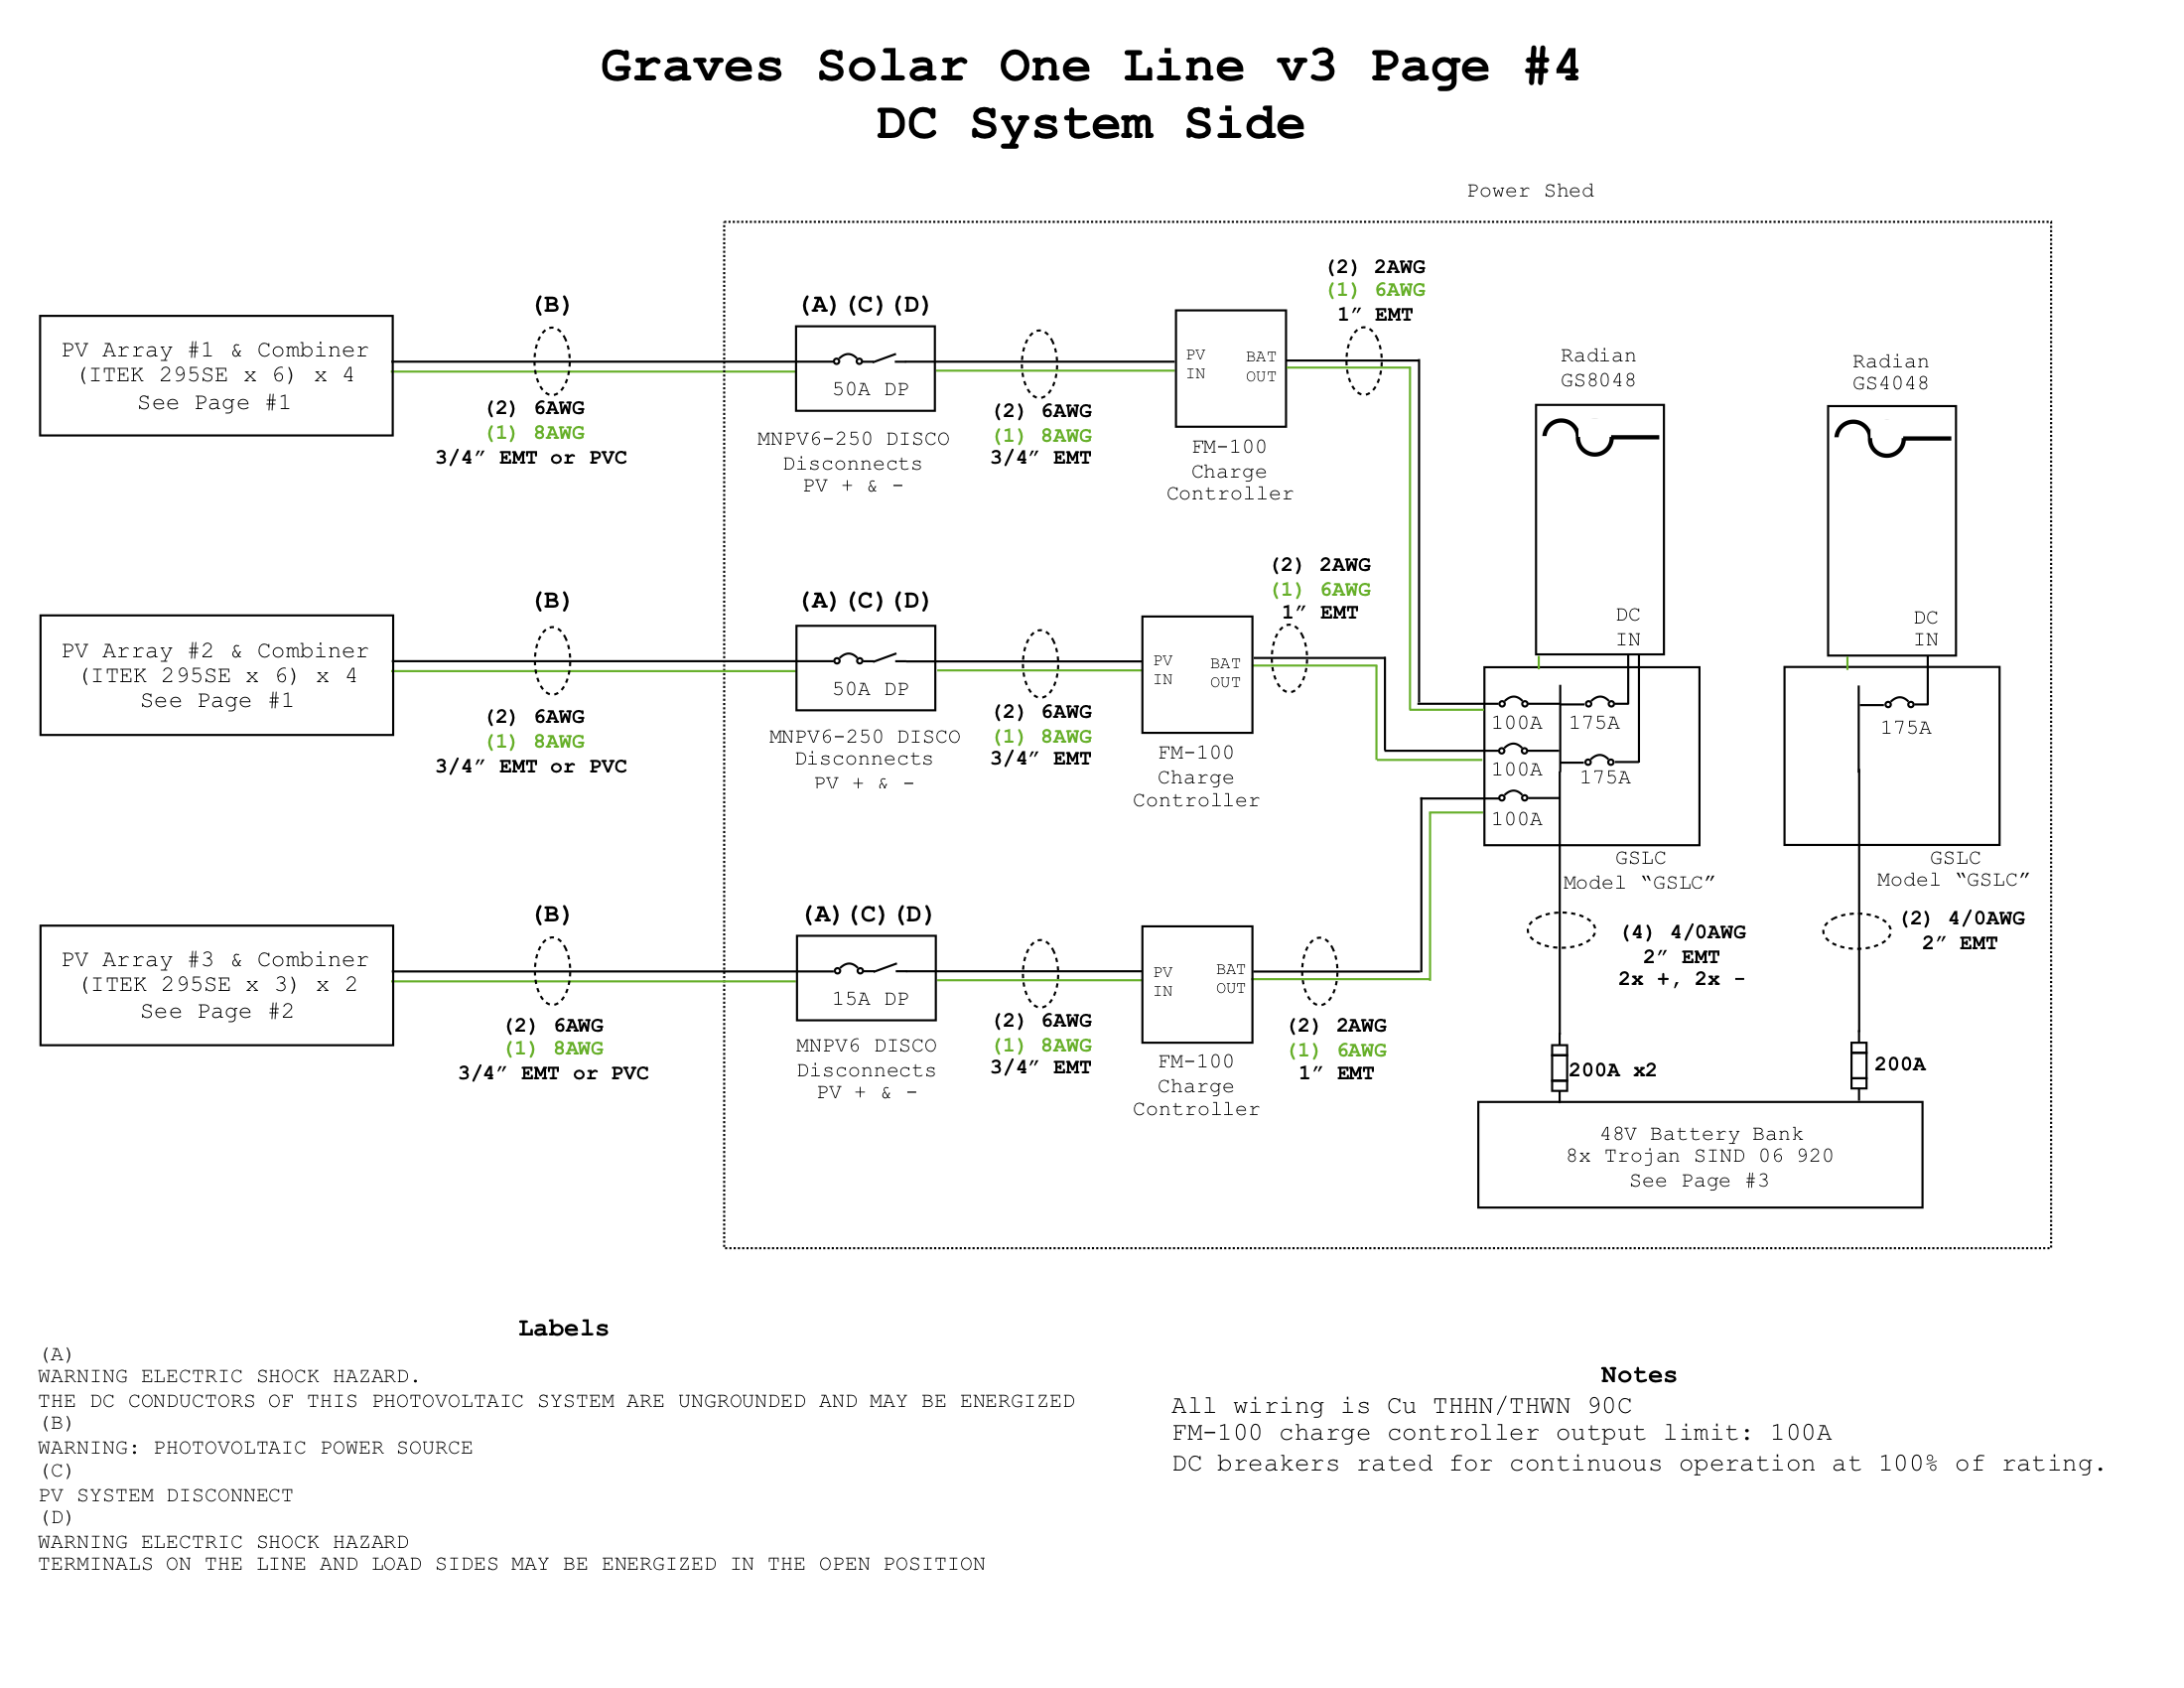 Graves Solar One Line v3 Page #4
DC System Side
Power Shed
PV Array #1 & Combiner
(ITEK 295SE x 6) x 4
See Page #1
(B)
(2) 6AWG
(1) 8AWG
3/4" EMT or PVC
(A)(C)(D)
50A DP
MNPV6-250 DISCO
Disconnects
PV + & -
(2) 6AWG
(1) 8AWG
3/4" EMT
PV
IN
BAT
OUT
FM-100
Charge
Controller
(2) 2AWG
(1) 6AWG
1" EMT
PV Array #2 & Combiner
(ITEK 295SE x 6) x 4
See Page #1
(B)
(2) 6AWG
(1) 8AWG
3/4" EMT or PVC
(A)(C)(D)
50A DP
MNPV6-250 DISCO
Disconnects
PV + & -
(2) 6AWG
(1) 8AWG
3/4" EMT
PV
IN
BAT
OUT
FM-100
Charge
Controller
(2) 2AWG
(1) 6AWG
1" EMT
PV Array #3 & Combiner
(ITEK 295SE x 3) x 2
See Page #2
(B)
(2) 6AWG
(1) 8AWG
3/4" EMT or PVC
(A)(C)(D)
15A DP
MNPV6 DISCO
Disconnects
PV + & -
(2) 6AWG
(1) 8AWG
3/4" EMT
PV
IN
BAT
OUT
FM-100
Charge
Controller
(2) 2AWG
(1) 6AWG
1" EMT
Radian
GS8048
DC
IN
100A
175A
100A
175A
100A
GSLC
Model “GSLC”
(4) 4/0AWG
2" EMT
2x +, 2x -
200A x2
Radian
GS4048
DC
IN
175A
GSLC
Model “GSLC”
(2) 4/0AWG
2" EMT
200A
48V Battery Bank
8x Trojan SIND 06 920
See Page #3
Labels
(A)
WARNING ELECTRIC SHOCK HAZARD.
THE DC CONDUCTORS OF THIS PHOTOVOLTAIC SYSTEM ARE UNGROUNDED AND MAY BE ENERGIZED
(B)
WARNING: PHOTOVOLTAIC POWER SOURCE
(C)
PV SYSTEM DISCONNECT
(D)
WARNING ELECTRIC SHOCK HAZARD
TERMINALS ON THE LINE AND LOAD SIDES MAY BE ENERGIZED IN THE OPEN POSITION
Notes
All wiring is Cu THHN/THWN 90C
FM-100 charge controller output limit: 100A
DC breakers rated for continuous operation at 100% of rating.